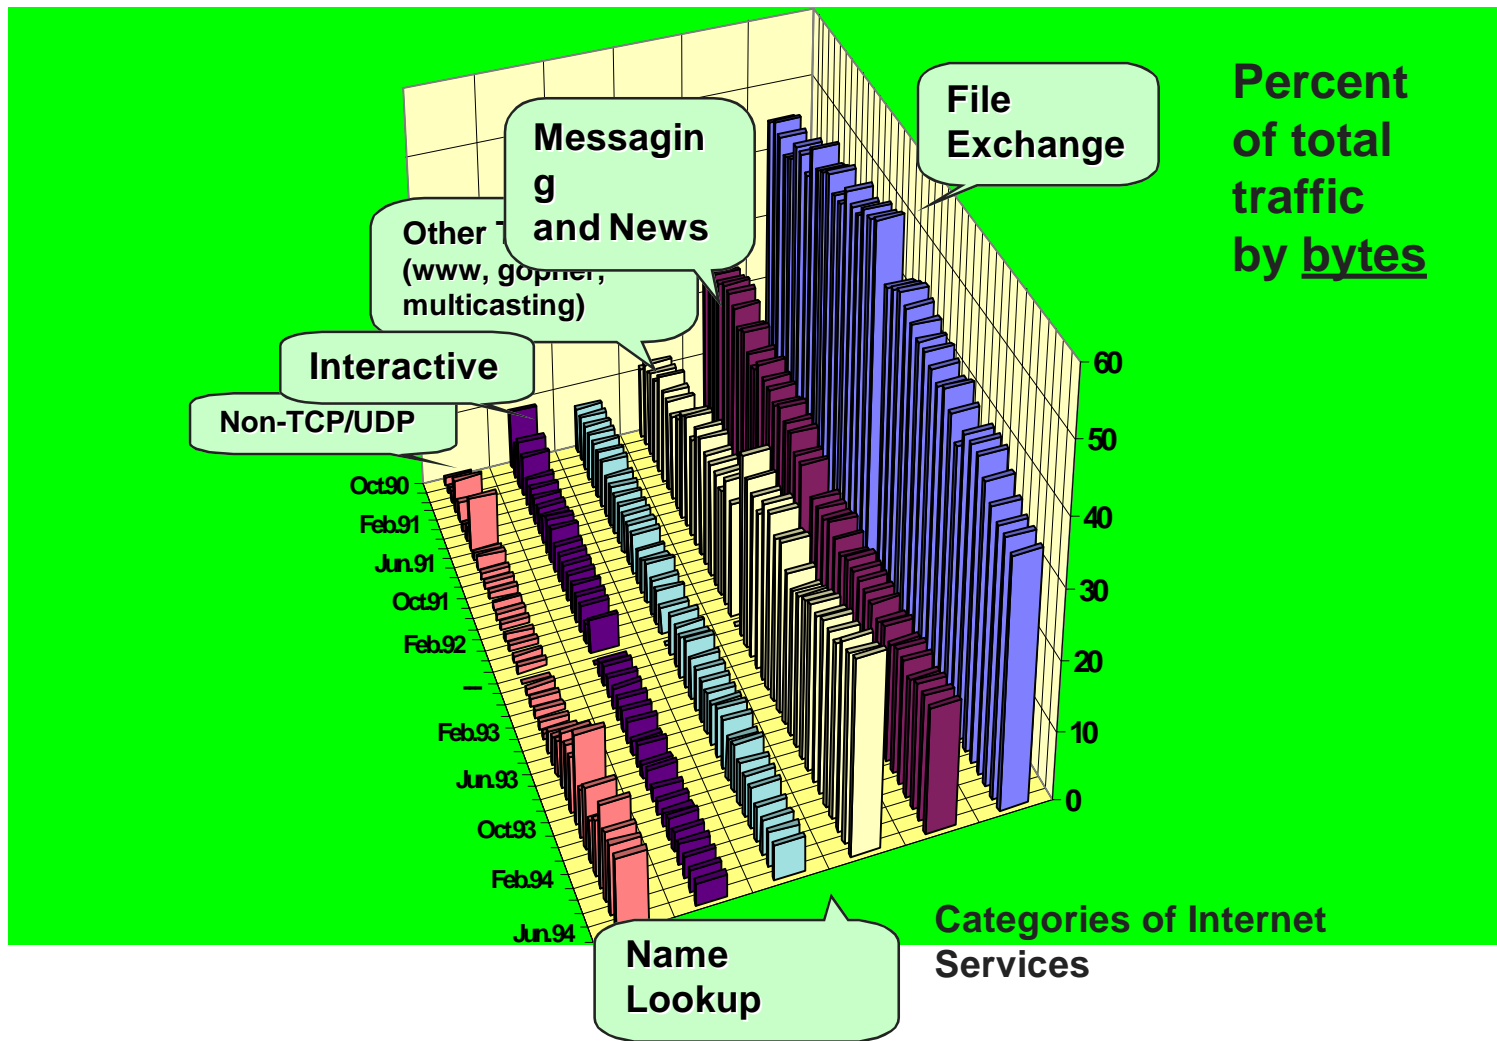 Percent
of total
traffic
by bytes
File
Exchange
Messagin
g
and News
Other
(www, gopher,
multicasting)
Interactive
Non-TCP/UDP
Oct.90
Feb.91
Jun.91
Oct.91
Feb.92
–
Feb.93
Jun.93
Oct.93
Feb.94
Jun.94
60
50
40
30
20
10
0
Name
Lookup
Categories of Internet
Services